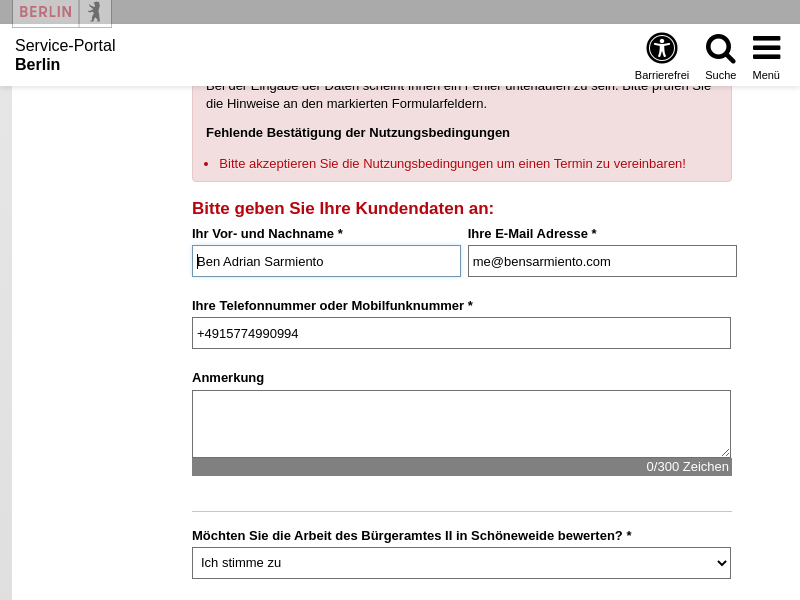 BERLIN
Service-Portal
Berlin
Barrierefrei
Suche
Menü
Bei der Eingabe der Daten scheint Ihnen ein Fehler unterlaufen zu sein. Bitte prüfen Sie
die Hinweise an den markierten Formularfeldern.
Fehlende Bestätigung der Nutzungsbedingungen
• Bitte akzeptieren Sie die Nutzungsbedingungen um einen Termin zu vereinbaren!
Bitte geben Sie Ihre Kundendaten an:
Ihr Vor- und Nachname *
Ihre E-Mail Adresse *
Ben Adrian Sarmiento
me@bensarmiento.com
Ihre Telefonnummer oder Mobilfunknummer *
+4915774990994
Anmerkung
0/300 Zeichen
Möchten Sie die Arbeit des Bürgeramtes II in Schöneweide bewerten? *
Ich stimme zu